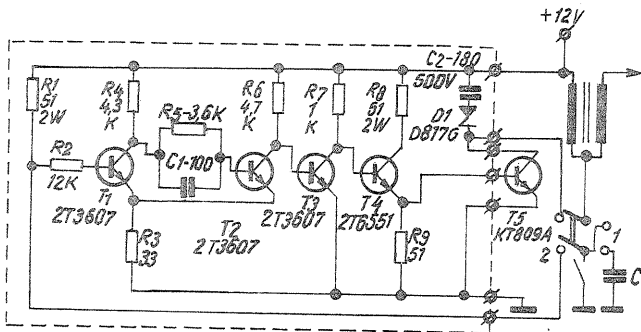 +12V
R1
51
2W
R4
4,3
K
R5-3,6K
C1-100
R6
4,7
K
R7
1
K
R8
51
2W
C2-180
500V
D1
D817G
R2
12K
T1
2T3607
R3
33
T2
2T3607
T3
2T3607
T4
2T6551
R9
51
T5
KT809A
2
1
C